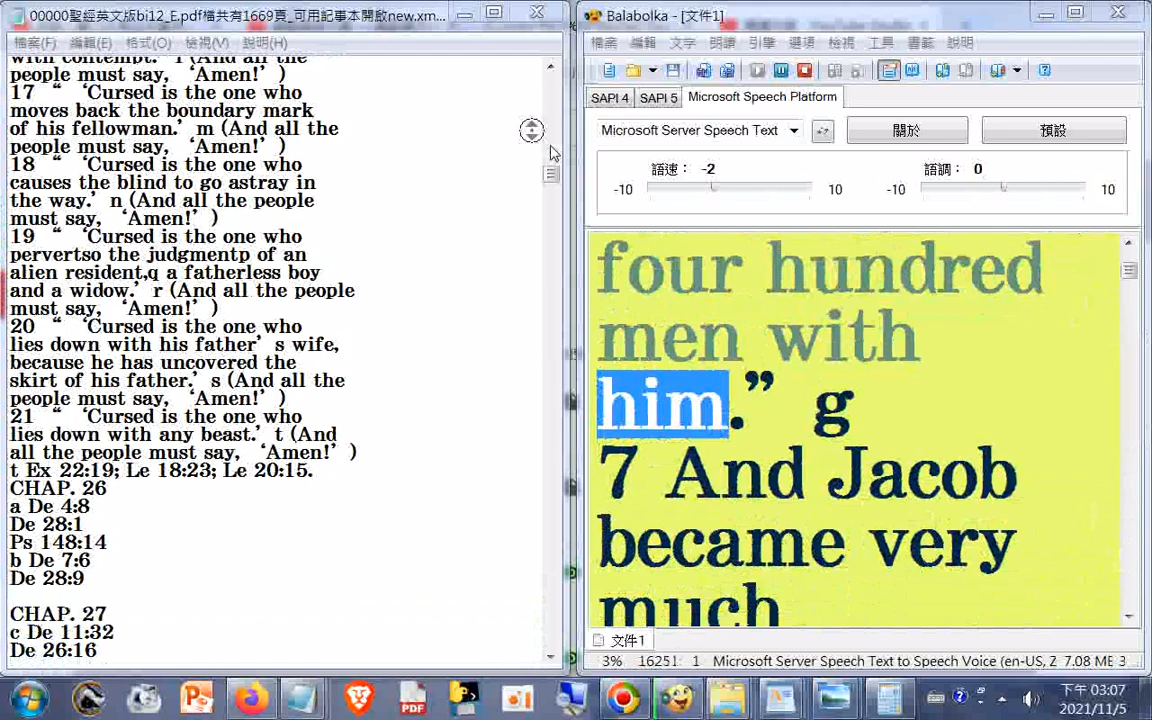 00000聖經英文版bi12_E.pdf檔共有1669頁_可用記事本開啟new.xm...
檔案(F) 編輯(E) 格式(O) 檢視(V) 說明(H)
with contempt.' l (And all the
people must say, ‘Amen!’)
17 “ ‘Cursed is the one who
moves back the boundary mark
of his fellowman.’ m (And all the
people must say, ‘Amen!’)
18 “ ‘Cursed is the one who
causes the blind to go astray in
the way.’ n (And all the people
must say, ‘Amen!’)
19 “ ‘Cursed is the one who
pervertso the judgmentp of an
alien resident,q a fatherless boy
and a widow.’ r (And all the people
must say, ‘Amen!’)
20 “ ‘Cursed is the one who
lies down with his father’s wife,
because he has uncovered the
skirt of his father.’ s (And all the
people must say, ‘Amen!’)
21 “ ‘Cursed is the one who
lies down with any beast.’ t (And
all the people must say, ‘Amen!’)
t Ex 22:19; Le 18:23; Le 20:15.
CHAP. 26
a De 4:8
De 28:1
Ps 148:14
b De 7:6
De 28:9
CHAP. 27
c De 11:32
De 26:16
Balabolka - [文件1]
檔案 編輯 文字 朗讀 引擎 選項 檢視 工具 書籤 說明
SAPI 4 SAPI 5 Microsoft Speech Platform
Microsoft Server Speech Text 關於 預設
語速： -2 語調： 0
-10 10 -10 10
four hundred
men with
him.” g
7 And Jacob
became very
much
文件1
3% 16251: 1 Microsoft Server Speech Text to Speech Voice (en-US, Z 7.08 ME 3
下午 03:07
2021/11/5